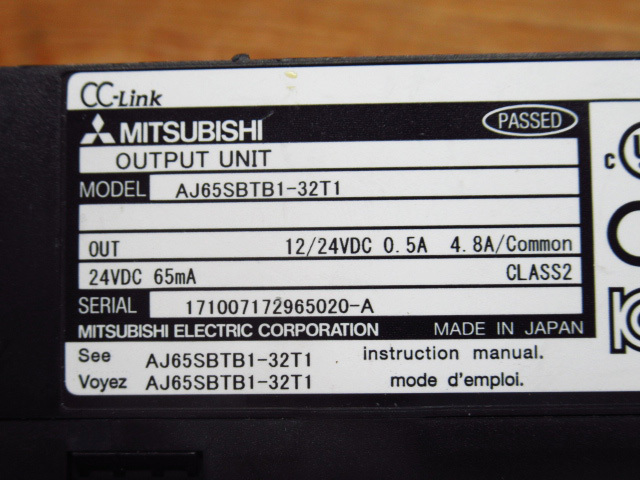 CC-Link
MITSUBISHI PASSED
OUTPUT UNIT
MODEL AJ65SBTB1-32T1
OUT 12/24VDC 0.5A 4.8A/Common
24VDC 65mA CLASS2
SERIAL 171007172965020-A
MITSUBISHI ELECTRIC CORPORATION MADE IN JAPAN
See AJ65SBTB1-32T1 instruction manual.
Voyez AJ65SBTB1-32T1 mode d'emploi.
C